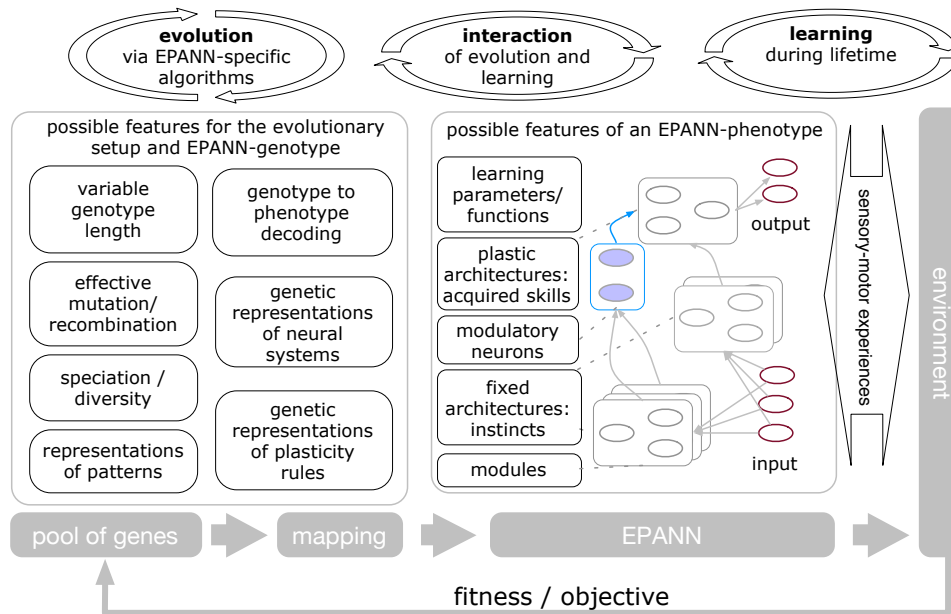 evolution
via EPANN-specific
algorithms
interaction
of evolution and
learning
learning
during lifetime
possible features for the evolutionary
setup and EPANN-genotype
variable
genotype
length
genotype to
phenotype
decoding
effective
mutation/
recombination
genetic
representations
of neural
systems
speciation /
diversity
genetic
representations
of plasticity
rules
representations
of patterns
possible features of an EPANN-phenotype
learning
parameters/
functions
plastic
architectures:
acquired skills
modulatory
neurons
fixed
architectures:
instincts
modules
output
input
sensory-motor experiences
environment
pool of genes
mapping
EPANN
fitness / objective